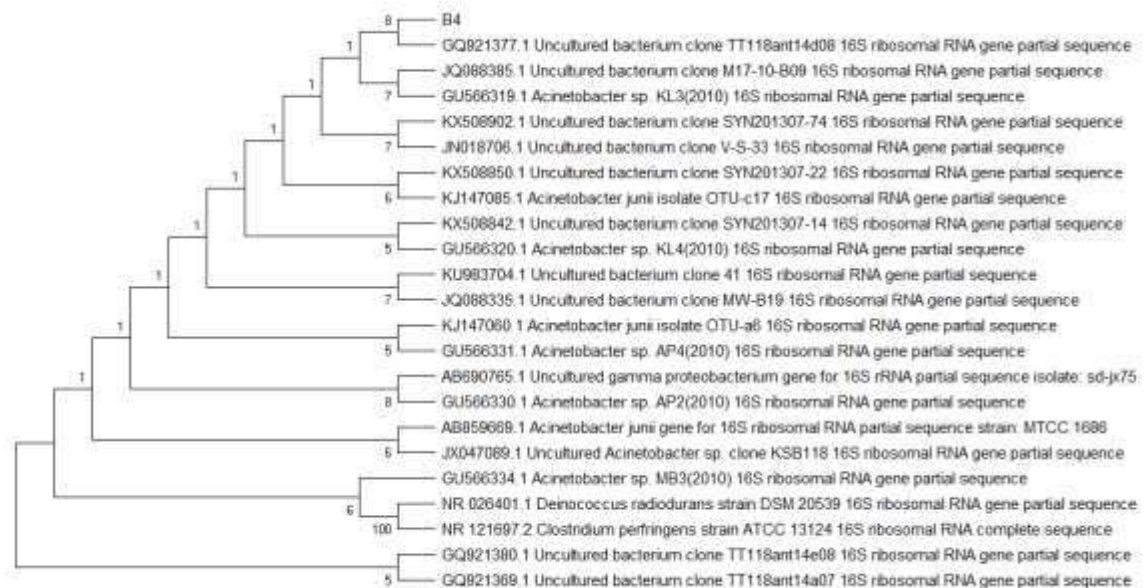 8 B4
1 GQ921377.1 Uncultured bacterium clone TT118ant14d08 16S ribosomal RNA gene partial sequence
1 JQ088385.1 Uncultured bacterium clone M17-10-B09 16S ribosomal RNA gene partial sequence
7 GU566319.1 Acinetobacter sp. KL3(2010) 16S ribosomal RNA gene partial sequence
1 KX508902.1 Uncultured bacterium clone SYN201307-74 16S ribosomal RNA gene partial sequence
7 JN018706.1 Uncultured bacterium clone V-S-33 16S ribosomal RNA gene partial sequence
1 KX508850.1 Uncultured bacterium clone SYN201307-22 16S ribosomal RNA gene partial sequence
6 KJ147085.1 Acinetobacter junii isolate OTU-c17 16S ribosomal RNA gene partial sequence
1 KX508842.1 Uncultured bacterium clone SYN201307-14 16S ribosomal RNA gene partial sequence
5 GU566320.1 Acinetobacter sp. KL4(2010) 16S ribosomal RNA gene partial sequence
1 KU983704.1 Uncultured bacterium clone 41 16S ribosomal RNA gene partial sequence
7 JQ088335.1 Uncultured bacterium clone MW-B19 16S ribosomal RNA gene partial sequence
1 KJ147060.1 Acinetobacter junii isolate OTU-a6 16S ribosomal RNA gene partial sequence
5 GU566331.1 Acinetobacter sp. AP4(2010) 16S ribosomal RNA gene partial sequence
1 AB690765.1 Uncultured gamma proteobacterium gene for 16S rRNA partial sequence isolate: sd-jx75
8 GU566330.1 Acinetobacter sp. AP2(2010) 16S ribosomal RNA gene partial sequence
AB859669.1 Acinetobacter junii gene for 16S ribosomal RNA partial sequence strain: MTCC 1686
6 JX047089.1 Uncultured Acinetobacter sp. clone KSB118 16S ribosomal RNA gene partial sequence
GU566334.1 Acinetobacter sp. MB3(2010) 16S ribosomal RNA gene partial sequence
6 NR 026401.1 Deinococcus radiodurans strain DSM 20539 16S ribosomal RNA gene partial sequence
100 NR 121697.2 Clostridium perfringens strain ATCC 13124 16S ribosomal RNA complete sequence
GQ921380.1 Uncultured bacterium clone TT118ant14e08 16S ribosomal RNA gene partial sequence
5 GQ921369.1 Uncultured bacterium clone TT118ant14a07 16S ribosomal RNA gene partial sequence